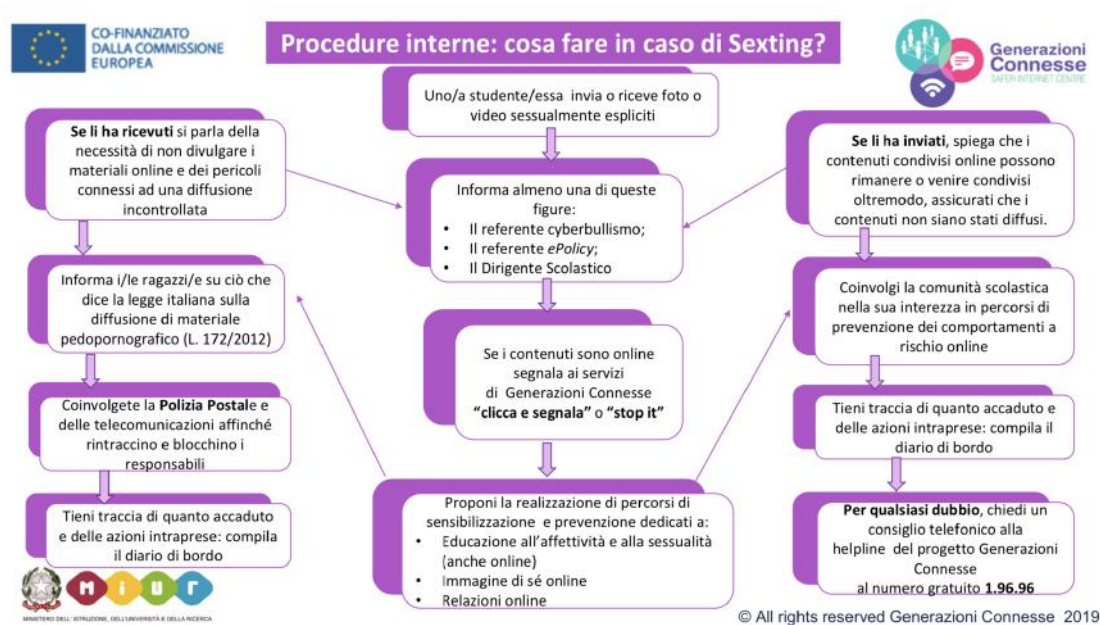 CO-FINANZIATO
DALLA COMMISSIONE
EUROPEA
Procedure interne: cosa fare in caso di Sexting?
Generazioni
Connesse
SAFER INTERNET CENTRE
Uno/a studente/essa invia o riceve foto o
video sessualmente espliciti
Se li ha ricevuti si parla della
necessità di non divulgare i
materiali online e dei pericoli
connessi ad una diffusione
incontrollata
Informa i/le ragazzi/e su ciò che
dice la legge italiana sulla
diffusione di materiale
pedopornografico (L. 172/2012)
Coinvolgete la Polizia Postale e
delle telecomunicazioni affinché
rintraccino e blocchino i
responsabili
Tieni traccia di quanto accaduto
e delle azioni intraprese: compila
il diario di bordo
Informa almeno una di queste
figure:
• Il referente cyberbullismo;
• Il referente ePolicy;
• Il Dirigente Scolastico
Se i contenuti sono online
segnala ai servizi
di Generazioni Connesse
“clicca e segnala” o “stop it”
Proponi la realizzazione di percorsi di
sensibilizzazione e prevenzione dedicati a:
• Educazione all'affettività e alla sessualità
(anche online)
• Immagine di sé online
• Relazioni online
Se li ha inviati, spiega che i
contenuti condivisi online possono
rimanere o venire condivisi
oltremodo, assicurati che i
contenuti non siano stati diffusi.
Coinvolgi la comunità scolastica
nella sua interezza in percorsi di
prevenzione dei comportamenti a
rischio online
Tieni traccia di quanto accaduto e
delle azioni intraprese: compila il
diario di bordo
Per qualsiasi dubbio, chiedi un
consiglio telefonico alla
helpline del progetto Generazioni
Connesse
al numero gratuito 1.96.96
miur
MINISTERO DELL' ISTRUZIONE, DELL'UNIVERSITÀ E DELLA RICERCA
© All rights reserved Generazioni Connesse 2019